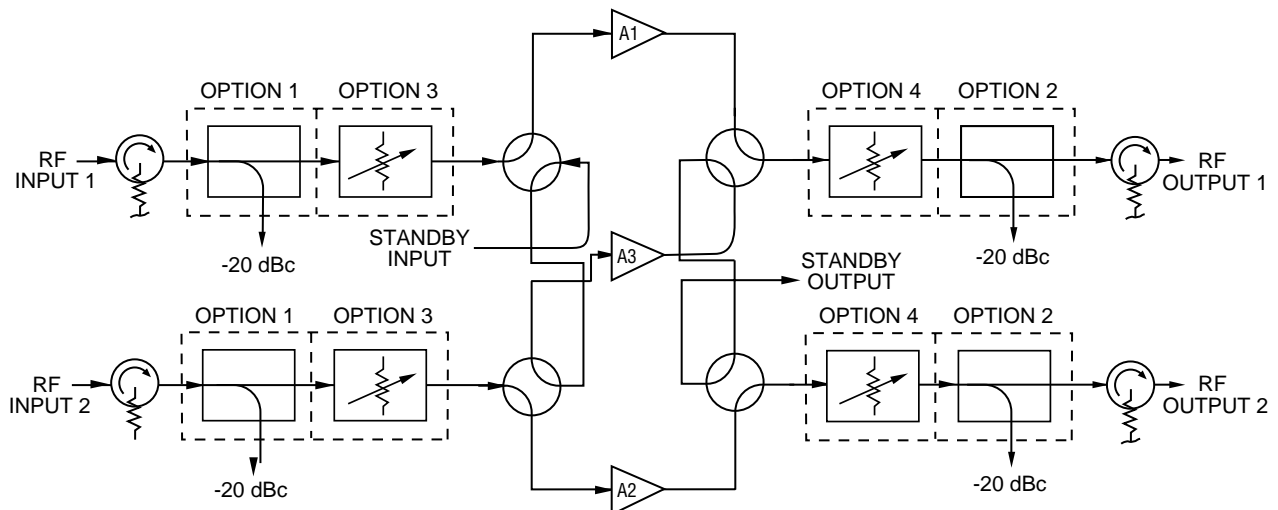 A1
OPTION 1
OPTION 3
OPTION 4
OPTION 2
RF
INPUT 1
RF
OUTPUT 1
STANDBY
INPUT
-20 dBc
A3
-20 dBc
STANDBY
OUTPUT
OPTION 1
OPTION 3
OPTION 4
OPTION 2
RF
INPUT 2
RF
OUTPUT 2
-20 dBc
A2
-20 dBc